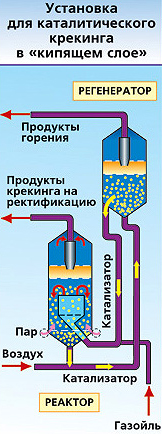 Установка
для каталитического
крекинга
в «кипящем слое»
РЕГЕНЕРАТОР
Продукты
горения
Продукты
крекинга на
ректификацию
Катализатор
Пар
Воздух
Катализатор
РЕАКТОР
Газойль